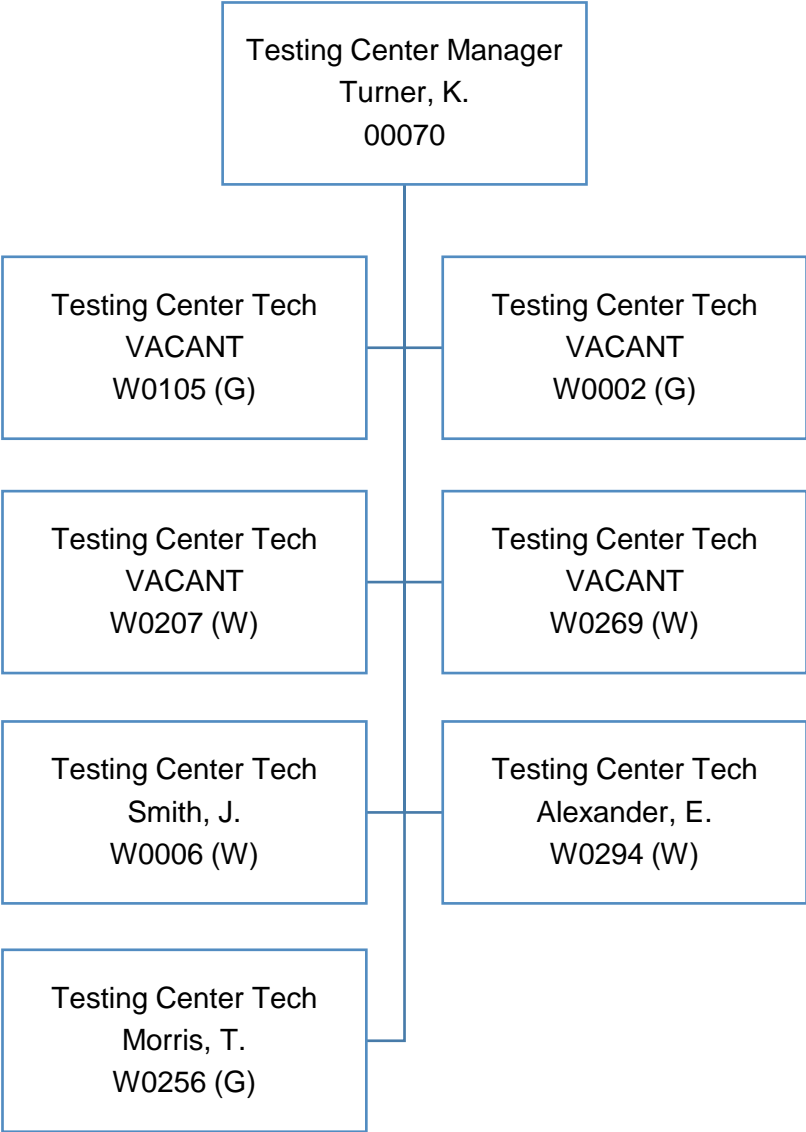 Testing Center Manager
Turner, K.
00070
Testing Center Tech
VACANT
W0105 (G)
Testing Center Tech
VACANT
W0002 (G)
Testing Center Tech
VACANT
W0207 (W)
Testing Center Tech
VACANT
W0269 (W)
Testing Center Tech
Smith, J.
W0006 (W)
Testing Center Tech
Alexander, E.
W0294 (W)
Testing Center Tech
Morris, T.
W0256 (G)